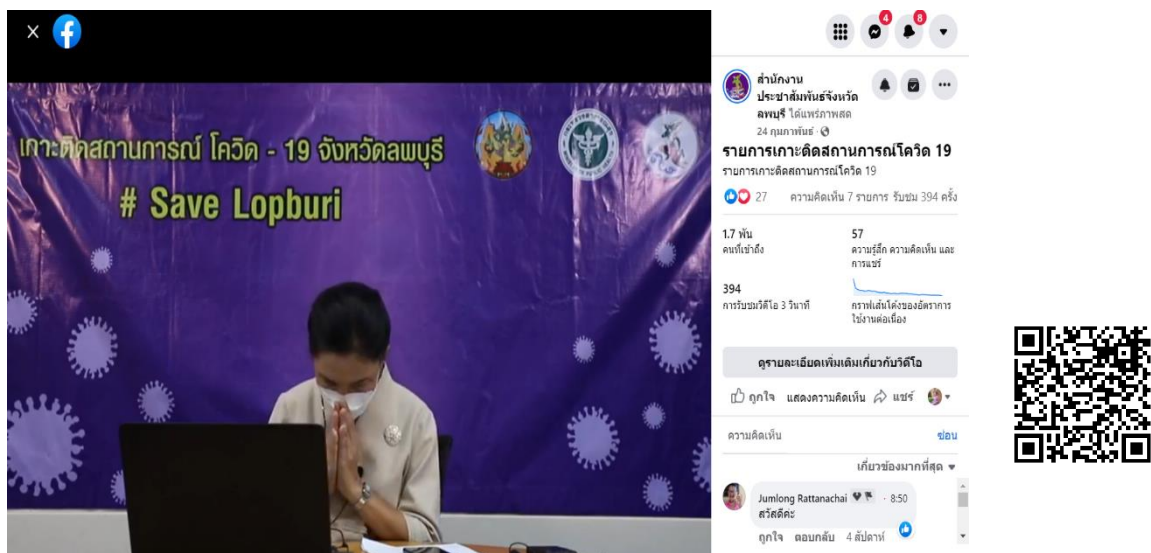 เกาะติดสถานการณ์ โควิด - 19 จังหวัดลพบุรี
# Save Lopburi
4
8
สำนักงาน
ประชาสัมพันธ์จังหวัด
ลพบุรี ได้แพร่ภาพสด
24 กุมภาพันธ์ ·
รายการเกาะติดสถานการณ์โควิด 19
รายการเกาะติดสถานการณ์โควิด 19
27 ความคิดเห็น 7 รายการ รับชม 394 ครั้ง
1.7 พัน
คนที่เข้าถึง
57
ความรู้สึก ความคิดเห็น และ
การแชร์
394
การรับชมวิดีโอ 3 วินาที
กราฟเส้นโค้งของอัตราการ
ใช้งานต่อเนื่อง
ดูรายละเอียดเพิ่มเติมเกี่ยวกับวิดีโอ
ถูกใจ แสดงความคิดเห็น แชร์
ความคิดเห็น ซ่อน
เกี่ยวข้องมากที่สุด
Jumlong Rattanachai · 8:50
สวัสดีค่ะ
ถูกใจ ตอบกลับ 4 สัปดาห์